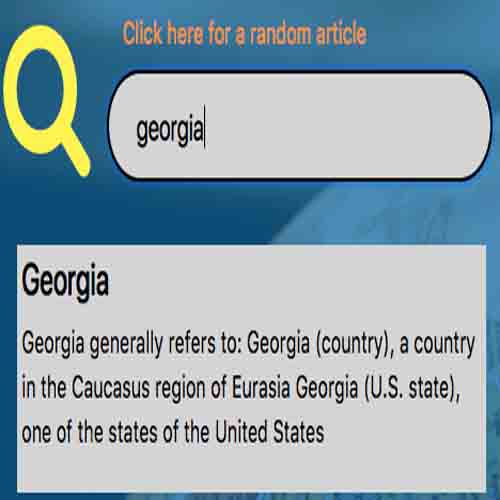 Click here for a random article
georgia
Georgia
Georgia generally refers to: Georgia (country), a country
in the Caucasus region of Eurasia Georgia (U.S. state),
one of the states of the United States